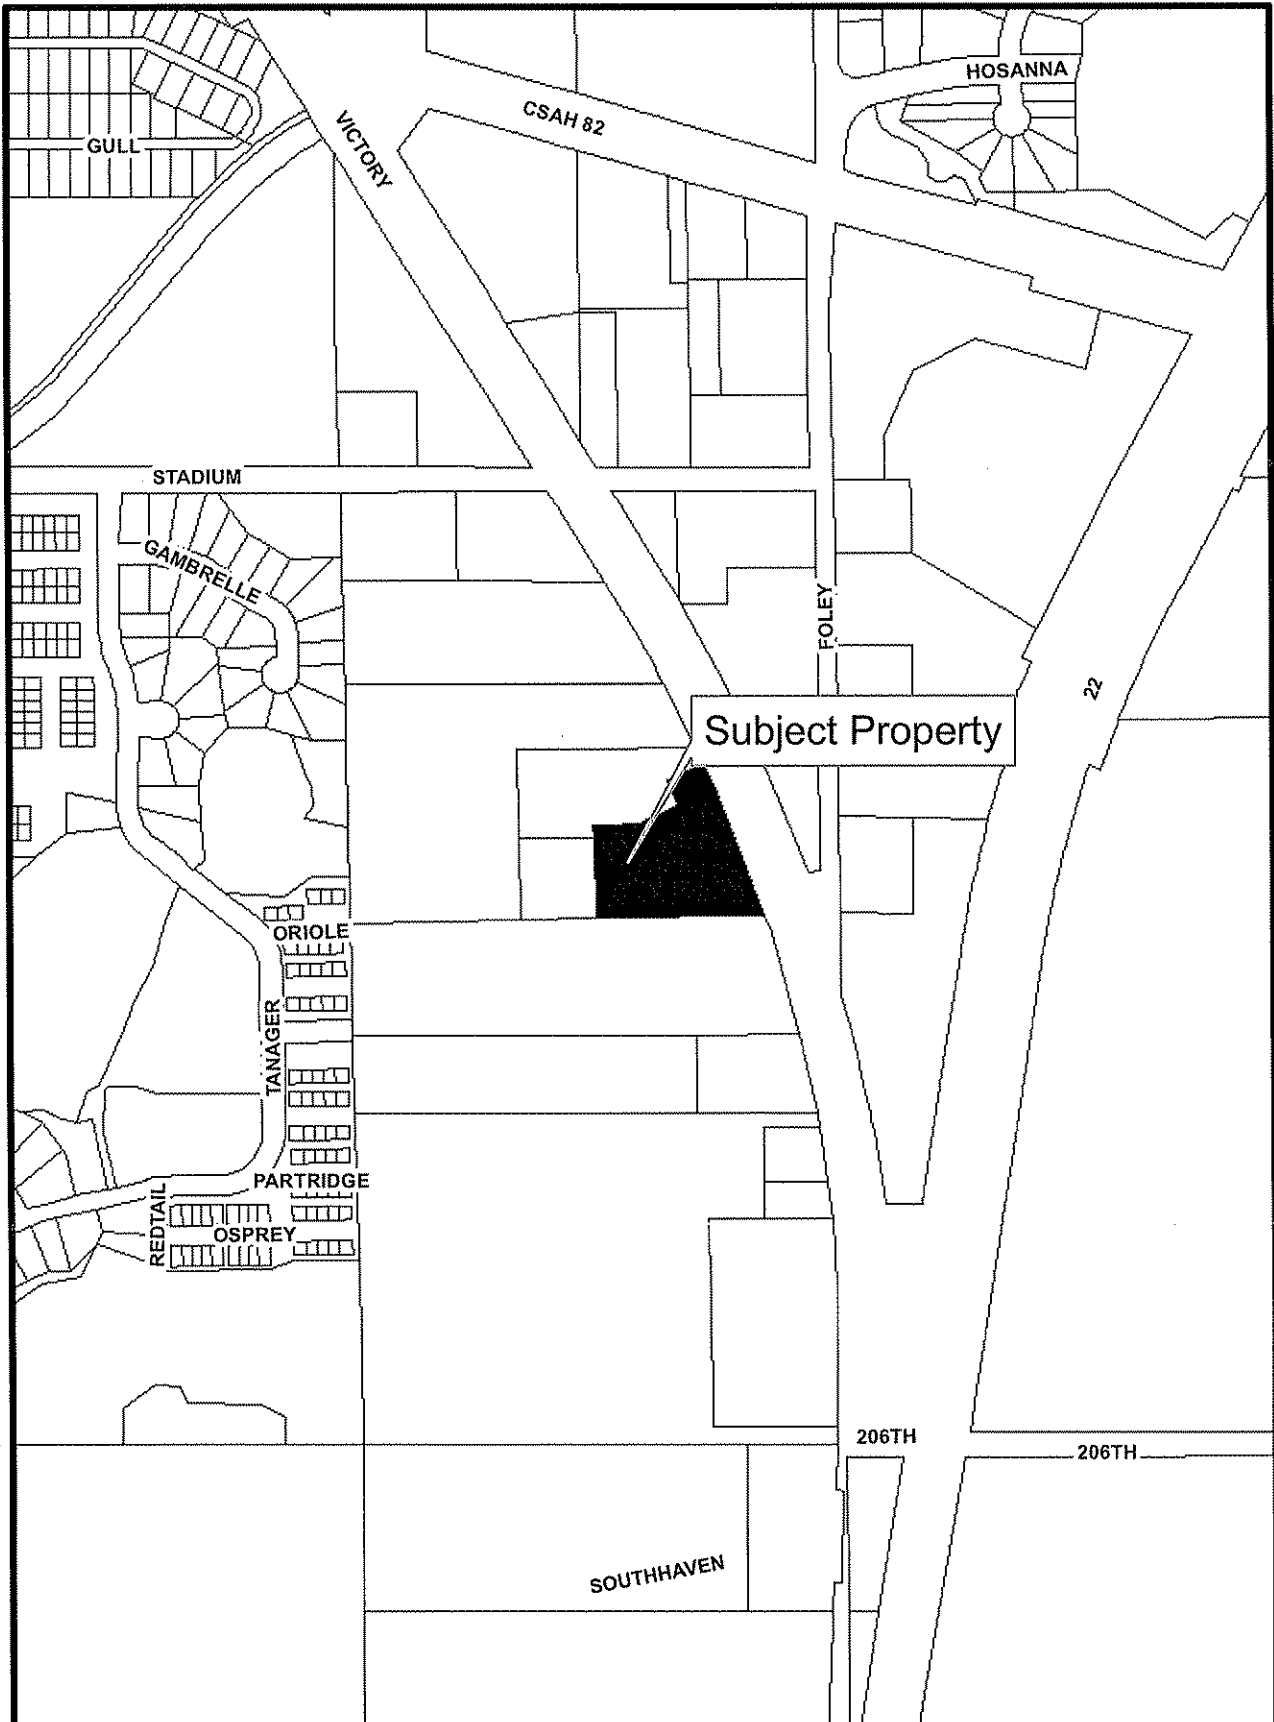 HOSANNA
CSAH 82
VICTORY
GULL
STADIUM
GAMBRELLE
FOLEY
22
Subject Property
ORIOLE
TANAGER
PARTRIDGE
REDTAIL
OSPREY
206TH
206TH
SOUTHHAVEN